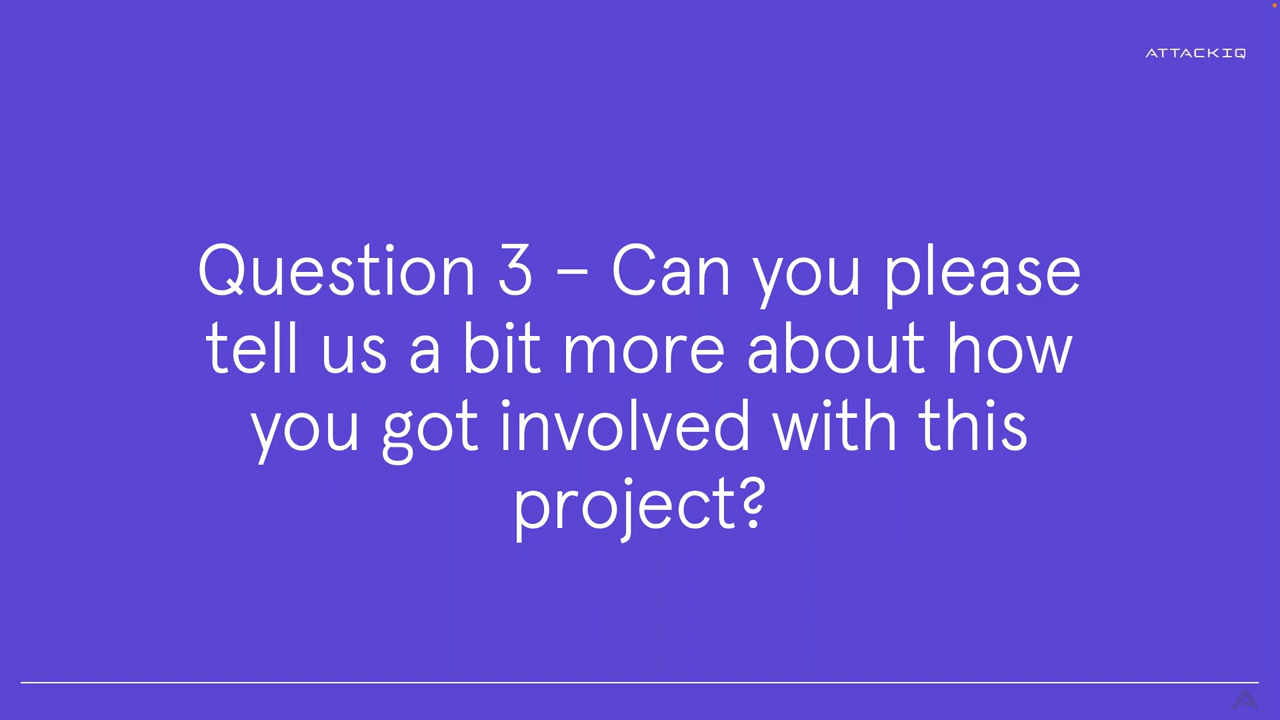 ATTACKIQ
Question 3 – Can you please
tell us a bit more about how
you got involved with this
project?